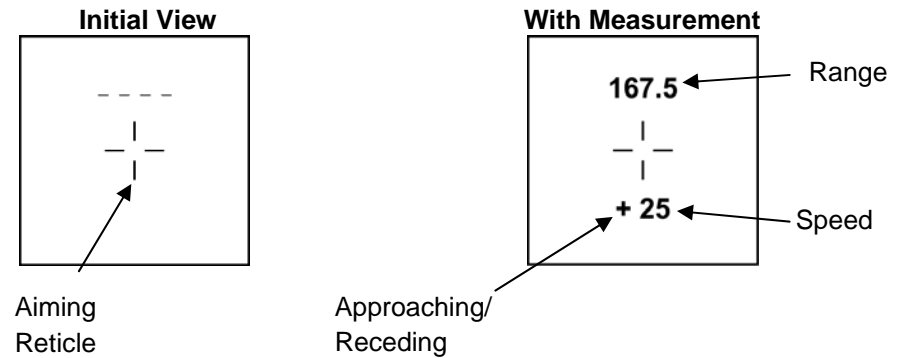 Initial View
- - - -
Aiming
Reticle
With Measurement
167.5
Range
+ 25
Speed
Approaching/
Receding